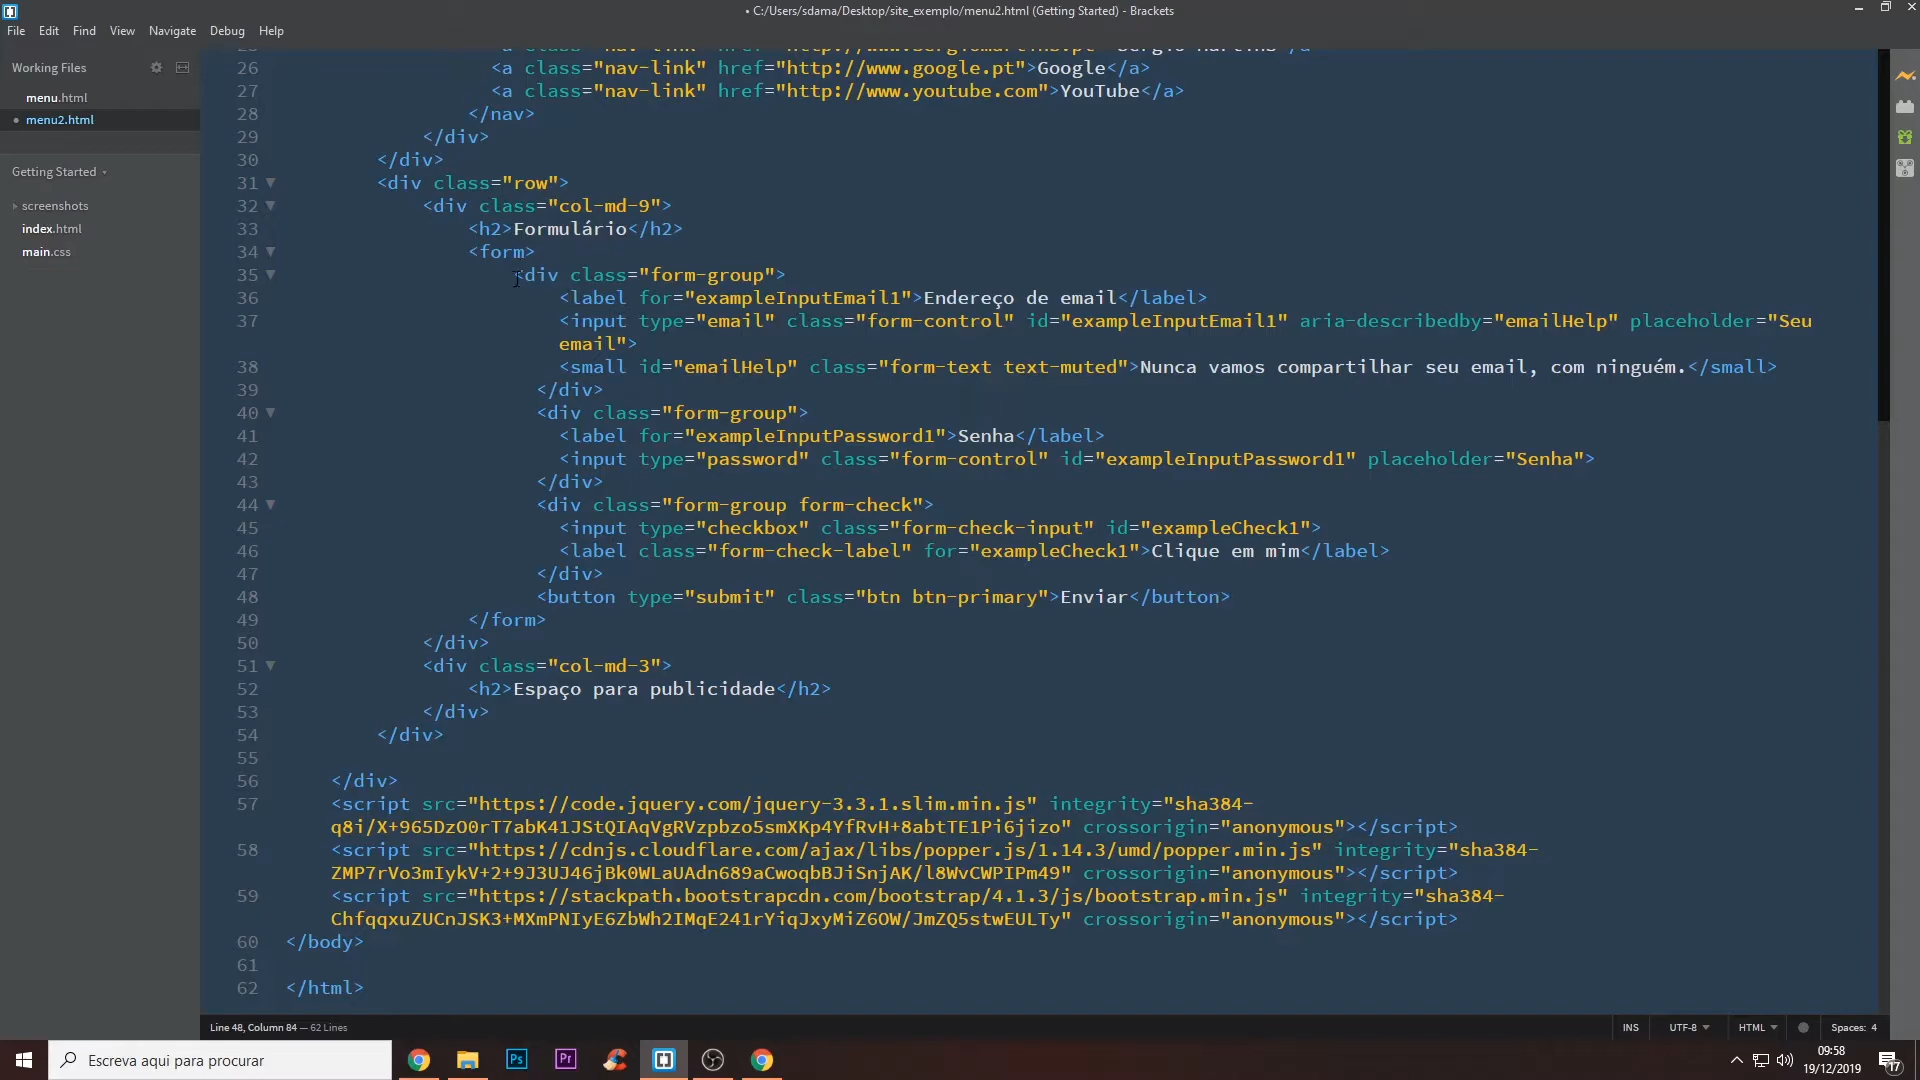 • C:/Users/sdama/Desktop/site_exemplo/menu2.html (Getting Started) - Brackets
File Edit Find View Navigate Debug Help
Working Files
menu.html
• menu2.html
Getting Started
screenshots
index.html
main.css
26 <a class="nav-link" href="http://www.google.pt">Google</a>
27 <a class="nav-link" href="http://www.youtube.com">YouTube</a>
28 </nav>
29 </div>
30 </div>
31 <div class="row">
32 <div class="col-md-9">
33 <h2>Formulário</h2>
34 <form>
35 <div class="form-group">
36 <label for="exampleInputEmail1">Endereço de email</label>
37 <input type="email" class="form-control" id="exampleInputEmail1" aria-describedby="emailHelp" placeholder="Seu
email">
38 <small id="emailHelp" class="form-text text-muted">Nunca vamos compartilhar seu email, com ninguém.</small>
39 </div>
40 <div class="form-group">
41 <label for="exampleInputPassword1">Senha</label>
42 <input type="password" class="form-control" id="exampleInputPassword1" placeholder="Senha">
43 </div>
44 <div class="form-group form-check">
45 <input type="checkbox" class="form-check-input" id="exampleCheck1">
46 <label class="form-check-label" for="exampleCheck1">Clique em mim</label>
47 </div>
48 <button type="submit" class="btn btn-primary">Enviar</button>
49 </form>
50 </div>
51 <div class="col-md-3">
52 <h2>Espaço para publicidade</h2>
53 </div>
54 </div>
55
56 </div>
57 <script src="https://code.jquery.com/jquery-3.3.1.slim.min.js" integrity="sha384-
q8i/X+965DzO0rT7abK41JStQIAqVgRVzpbzo5smXKp4YfRvH+8abtTE1Pi6jizo" crossorigin="anonymous"></script>
58 <script src="https://cdnjs.cloudflare.com/ajax/libs/popper.js/1.14.3/umd/popper.min.js" integrity="sha384-
ZMP7rVo3mIykV+2+9J3UJ46jBk0WLaUAdn689aCwoqbBJiSnjAK/l8WvCWPIPm49" crossorigin="anonymous"></script>
59 <script src="https://stackpath.bootstrapcdn.com/bootstrap/4.1.3/js/bootstrap.min.js" integrity="sha384-
ChfqqxuZUCnJSK3+MXmPNIyE6ZbWh2IMqE241rYiqJxyMiZ6OW/JmZQ5stwEULTy" crossorigin="anonymous"></script>
60 </body>
61
62 </html>
Line 48, Column 84 — 62 Lines
INS UTF-8 HTML Spaces: 4
Escreva aqui para procurar
Ps
Pr
09:58
19/12/2019
17